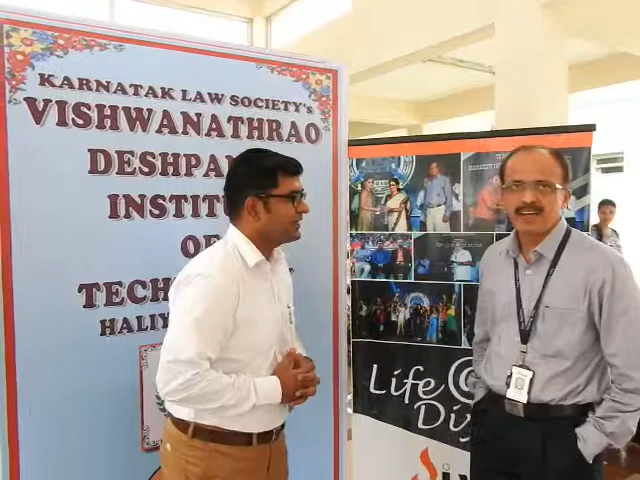 KARNATAK LAW SOCIETY'S
VISHWANATHRAO
DESHPAN
INSTITU
OF
TECH
HALIY
Life @
Di